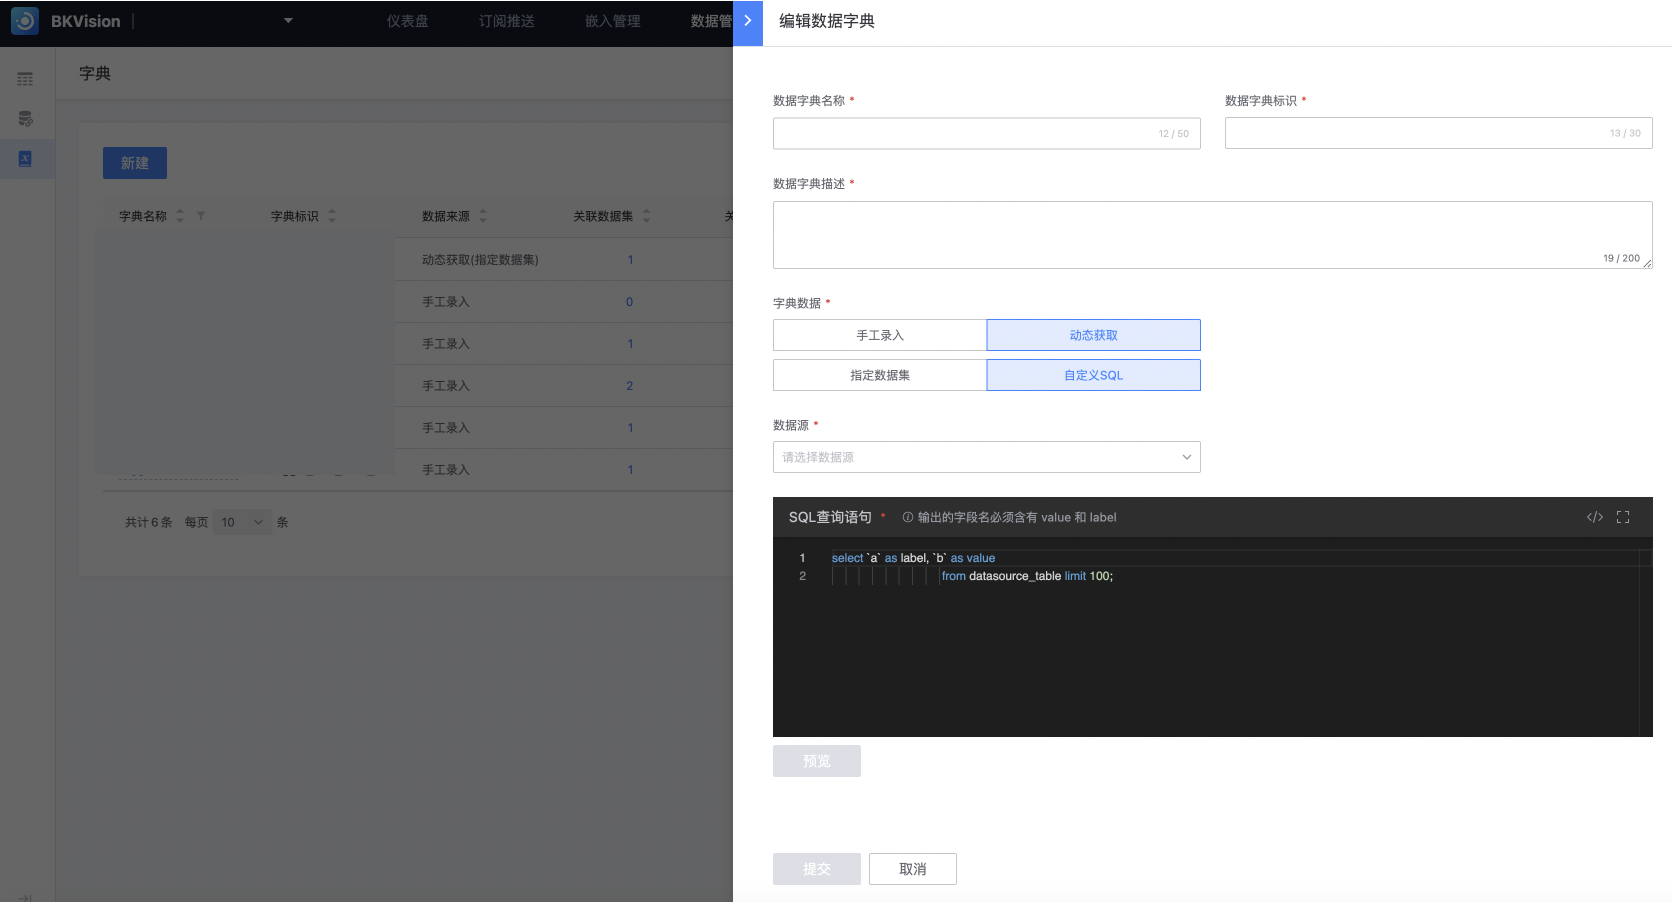 BKVision
仪表盘
订阅推送
嵌入管理
数据管
编辑数据字典
字典
新建
字典名称
字典标识
数据来源
关联数据集
动态获取(指定数据集) 1
手工录入 0
手工录入 1
手工录入 2
手工录入 1
手工录入 1
共计 6 条 每页 10 条
数据字典名称 *
12 / 50
数据字典标识 *
13 / 30
数据字典描述 *
19 / 200
字典数据 *
手工录入 动态获取
指定数据集 自定义SQL
数据源 *
请选择数据源
SQL查询语句 * 输出的字段名必须含有 value 和 label
1 select `a` as label, `b` as value
2 from datasource_table limit 100;
预览
提交 取消